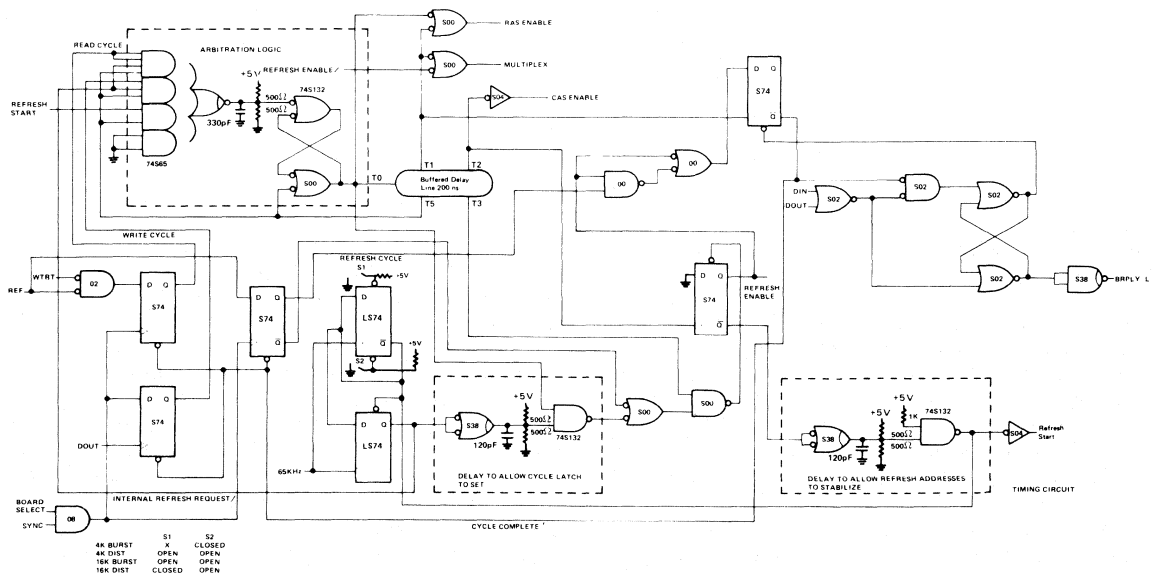 RAS ENABLE
S00
READ CYCLE
ARBITRATION LOGIC
REFRESH ENABLE/
S00
MULTIPLEX
+5V
74S132
REFRESH START
500Ω
500Ω
330pF
74S65
S04
CAS ENABLE
D Q
S74
Q̅
S00
T0
T1 T2
Buffered Delay
Line 200 ns
T5 T3
00
00
DIN
DOUT
S02
S02
S02
S02
S38
BRPLY L
WRITE CYCLE
WTRT
REF
02
D Q
S74
D Q
S74
Q̅
REFRESH CYCLE
S1
+5V
D
LS74
Q̅
S2
+5V
D Q
S74
Q̅
REFRESH
ENABLE
S74
DOUT
D Q
LS74
65KHz
S38
120pF
+5V
500Ω
500Ω
74S132
DELAY TO ALLOW CYCLE LATCH
TO SET
S00
S00
+5V
+5V
1K
74S132
S38
120pF
500Ω
500Ω
DELAY TO ALLOW REFRESH ADDRESSES
TO STABILIZE
S04
Refresh
Start
TIMING CIRCUIT
INTERNAL REFRESH REQUEST/
BOARD
SELECT
SYNC
08
CYCLE COMPLETE
S1 S2
4K BURST X CLOSED
4K DIST OPEN OPEN
16K BURST OPEN OPEN
16K DIST CLOSED OPEN